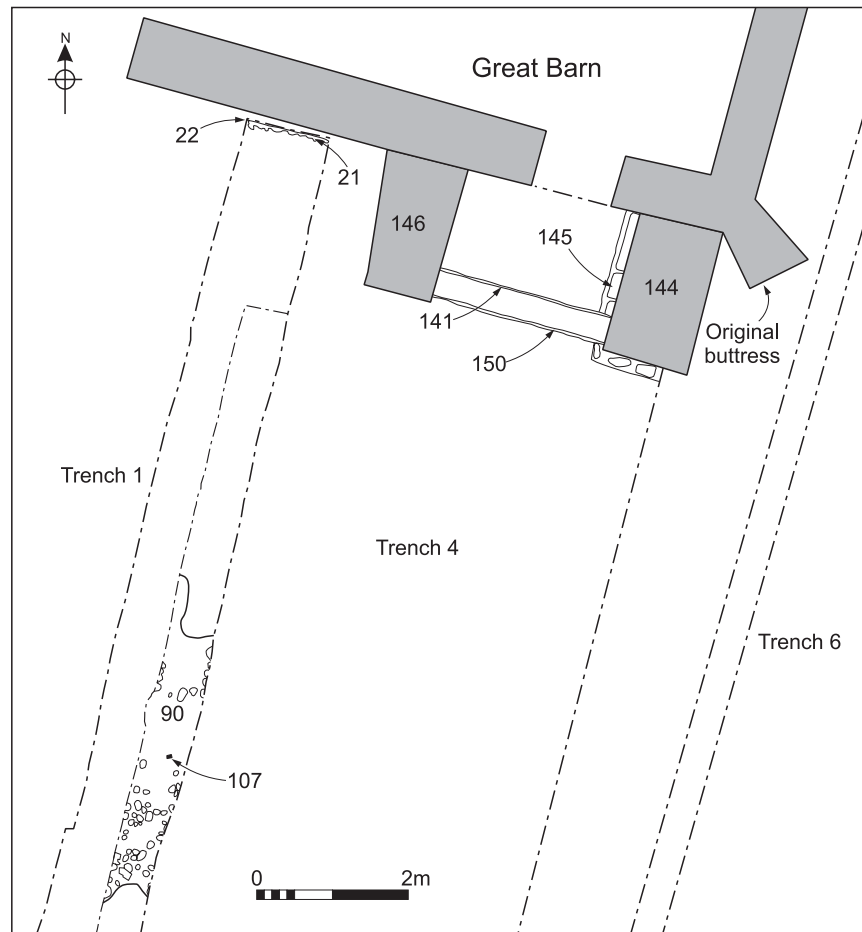 N
Great Barn
22
21
146
145
144
141
150
Original
buttress
Trench 1
Trench 4
Trench 6
90
107
0 2m